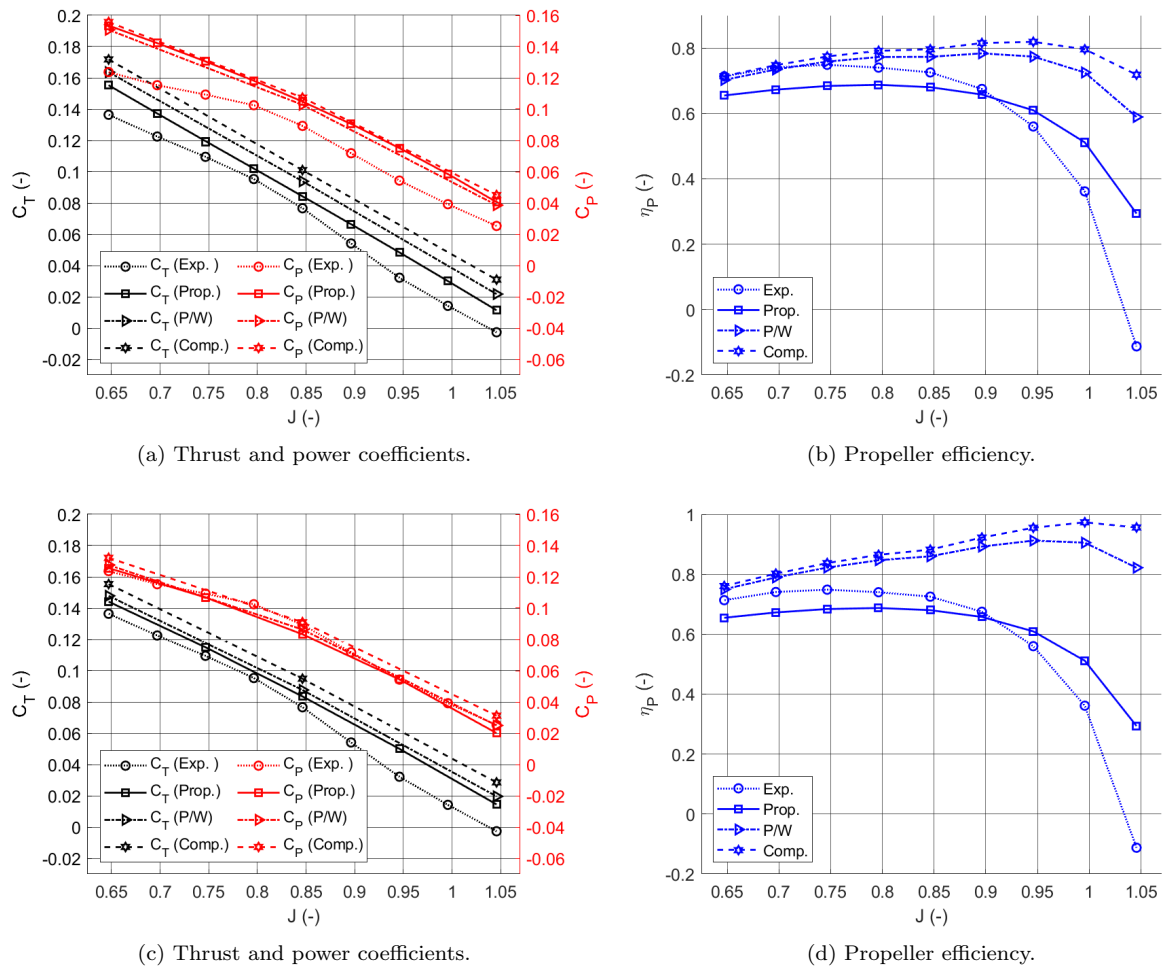 0.2
0.18
0.16
0.14
0.12
0.1
0.08
0.06
0.04
0.02
0
-0.02
C_T (-)
C_T (Exp. ) C_P (Exp.)
C_T (Prop.) C_P (Prop.)
C_T (P/W) C_P (P/W)
C_T (Comp.) C_P (Comp.)
0.16
0.14
0.12
0.1
0.08
0.06
0.04
0.02
0
-0.02
-0.04
-0.06
C_P (-)
0.65 0.7 0.75 0.8 0.85 0.9 0.95 1 1.05
J (-)
(a) Thrust and power coefficients.
0.8
0.6
0.4
0.2
0
-0.2
η_P (-)
Exp.
Prop.
P/W
Comp.
0.65 0.7 0.75 0.8 0.85 0.9 0.95 1 1.05
J (-)
(b) Propeller efficiency.
0.2
0.18
0.16
0.14
0.12
0.1
0.08
0.06
0.04
0.02
0
-0.02
C_T (-)
C_T (Exp. ) C_P (Exp.)
C_T (Prop.) C_P (Prop.)
C_T (P/W) C_P (P/W)
C_T (Comp.) C_P (Comp.)
0.16
0.14
0.12
0.1
0.08
0.06
0.04
0.02
0
-0.02
-0.04
-0.06
C_P (-)
0.65 0.7 0.75 0.8 0.85 0.9 0.95 1 1.05
J (-)
(c) Thrust and power coefficients.
1
0.8
0.6
0.4
0.2
0
-0.2
η_P (-)
Exp.
Prop.
P/W
Comp.
0.65 0.7 0.75 0.8 0.85 0.9 0.95 1 1.05
J (-)
(d) Propeller efficiency.